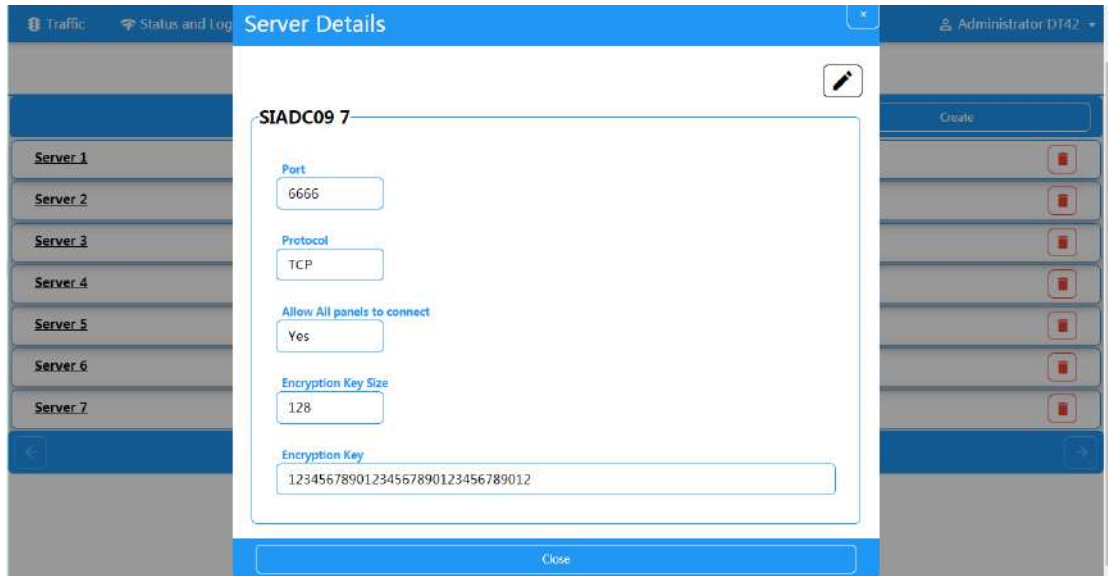 Traffic
Status and Log
Server Details
×
Administrator DT42
SIADC09 7
Create
Server 1
Port
6666
Server 2
Server 3
Protocol
TCP
Server 4
Allow All panels to connect
Yes
Server 5
Server 6
Encryption Key Size
128
Server 7
Encryption Key
12345678901234567890123456789012
Close